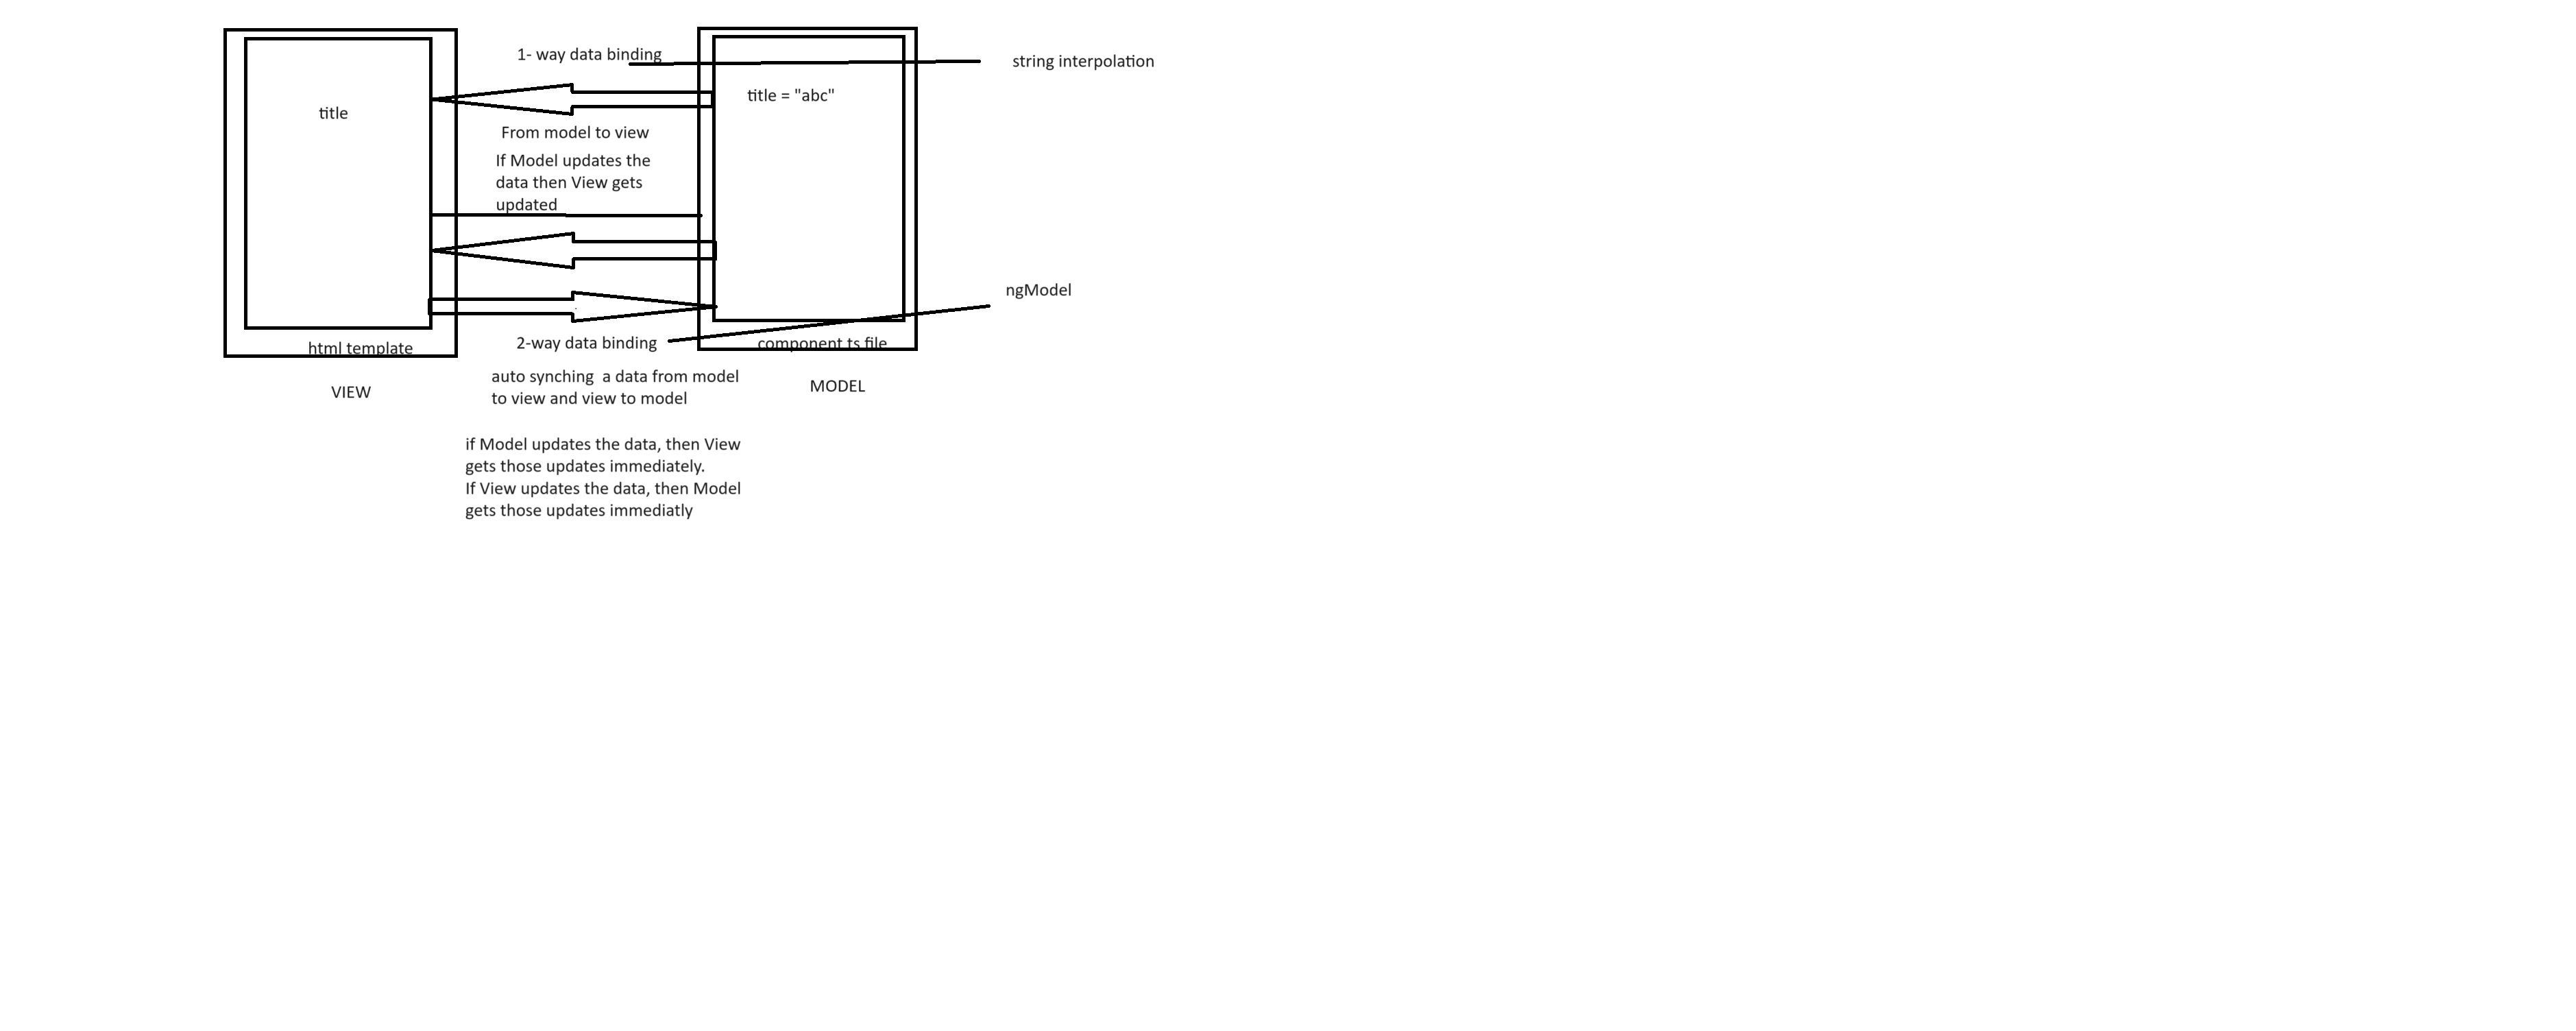 1- way data binding
string interpolation
title
title = "abc"
From model to view
If Model updates the
data then View gets
updated
ngModel
html template
2-way data binding
component ts file
VIEW
auto synching  a data from model
to view and view to model
MODEL
if Model updates the data, then View
gets those updates immediately.
If View updates the data, then Model
gets those updates immediatly